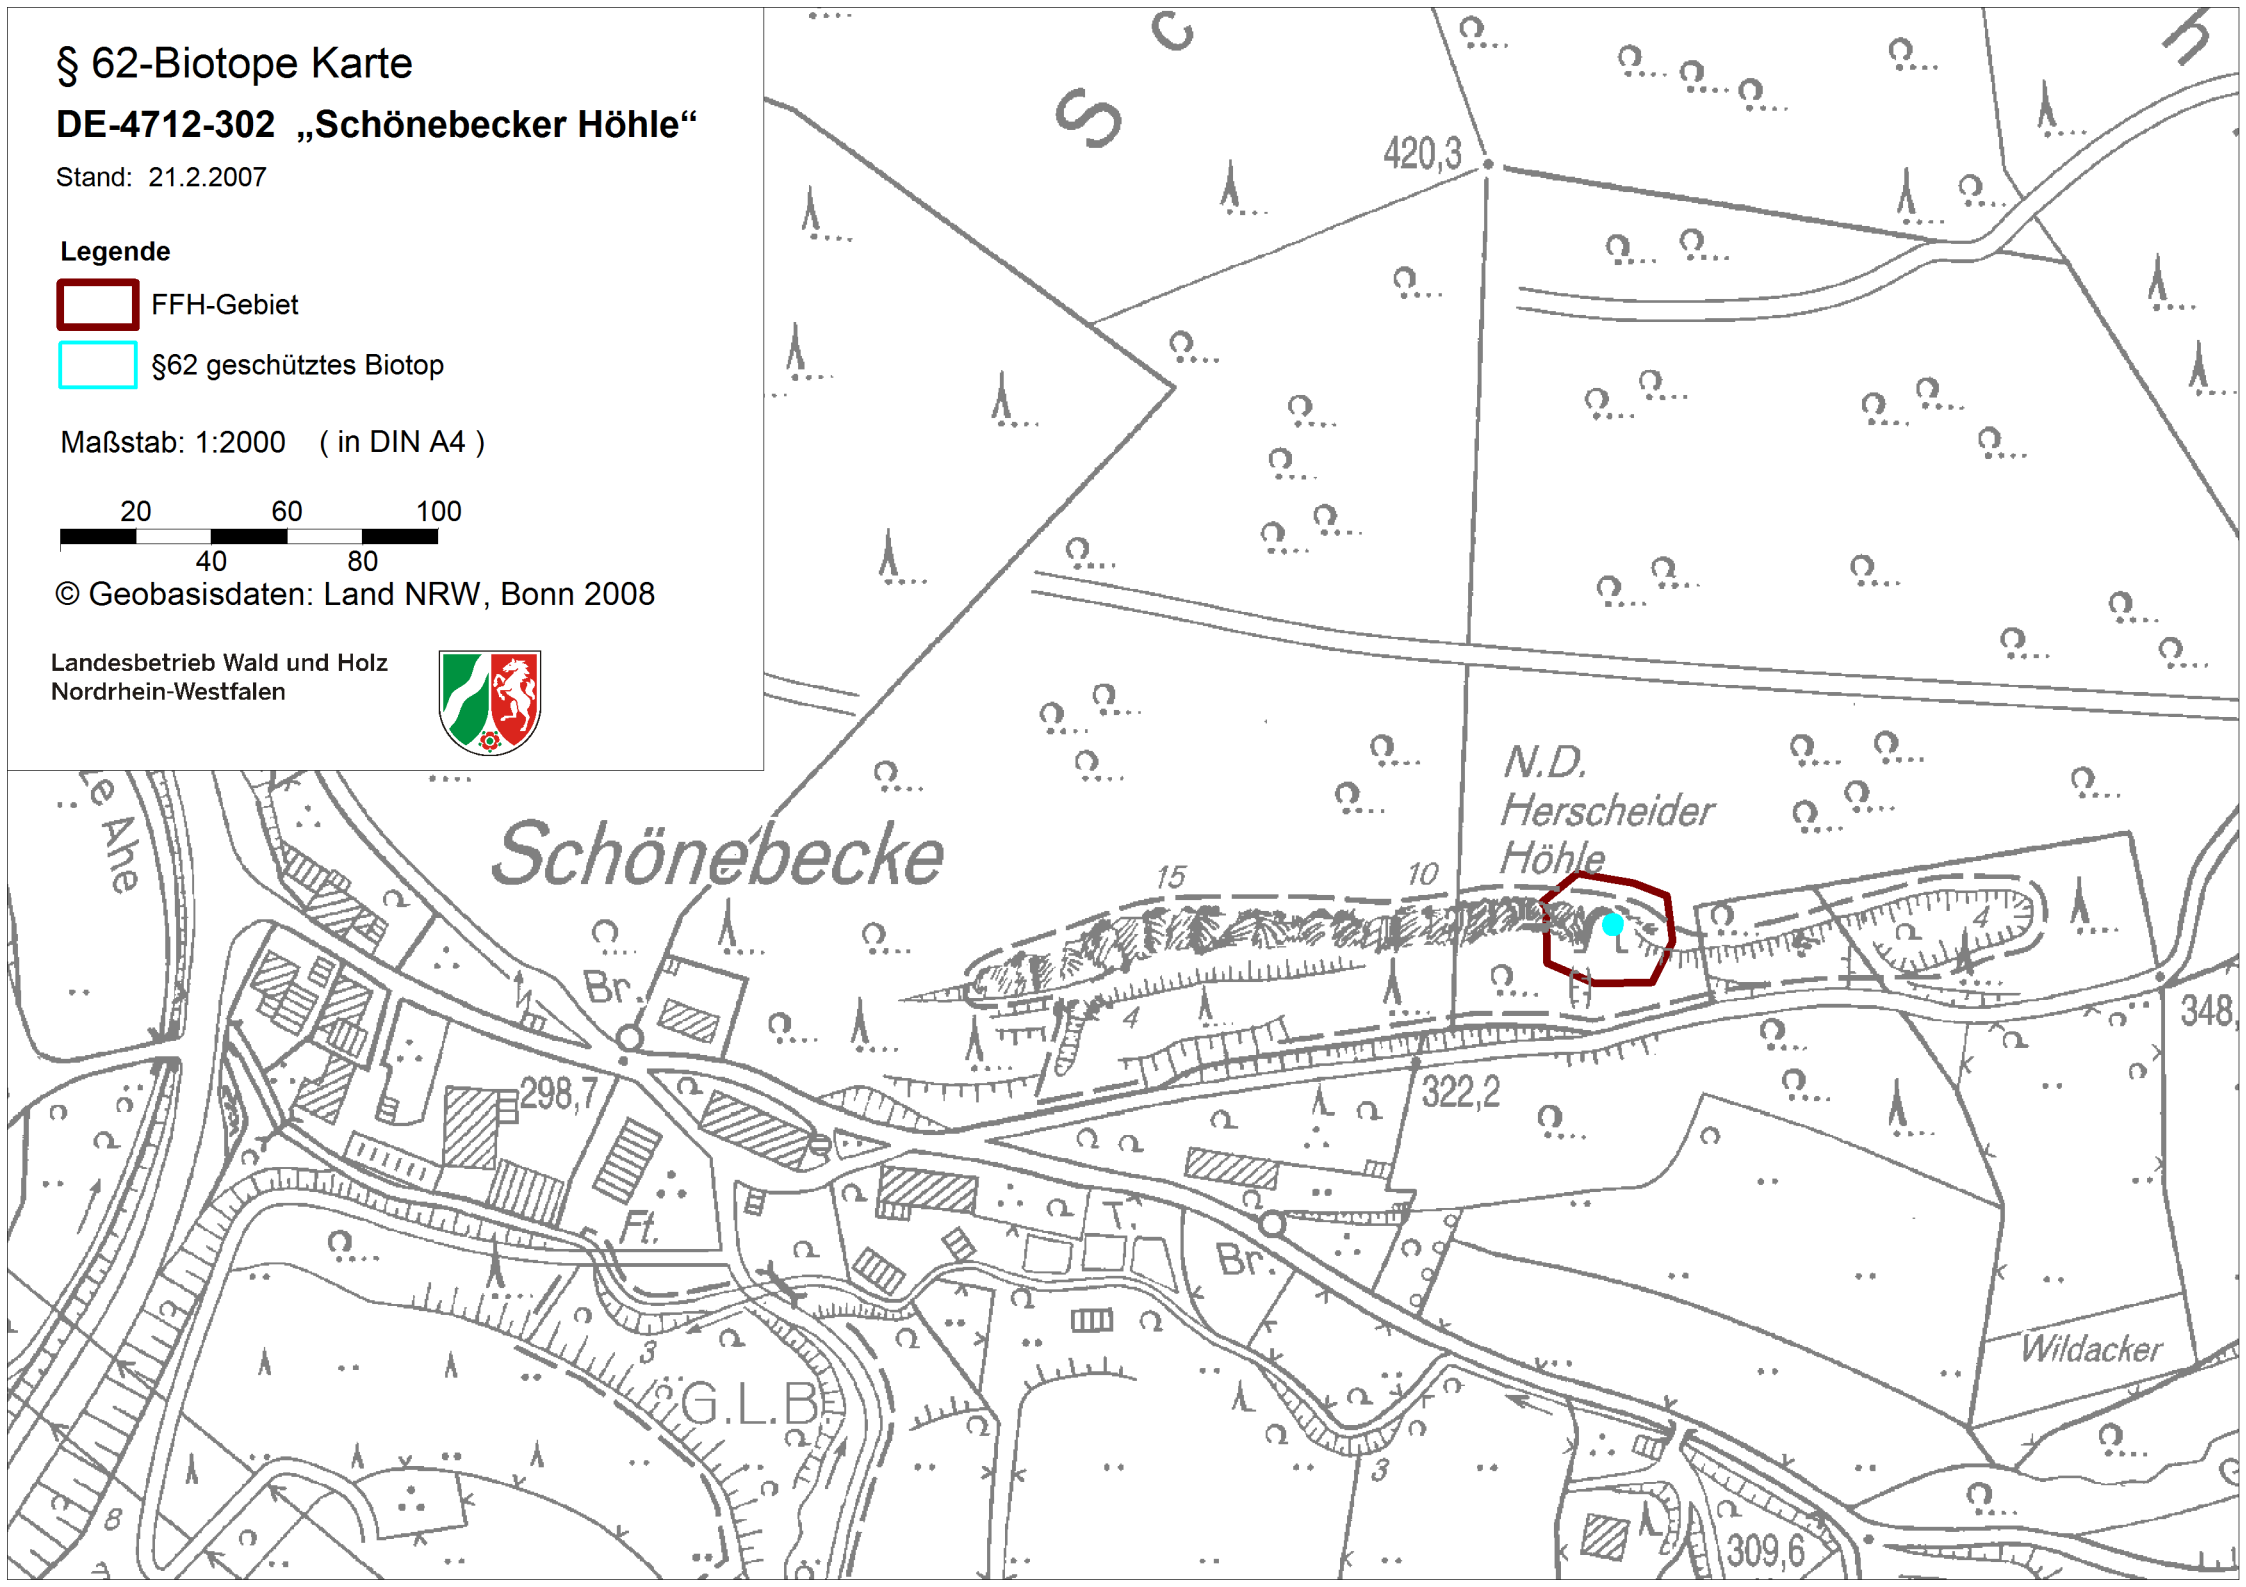 § 62-Biotope Karte
DE-4712-302 „Schönebecker Höhle“
Stand: 21.2.2007
Legende
FFH-Gebiet
§62 geschütztes Biotop
Maßstab: 1:2000 ( in DIN A4 )
20 60 100
40 80
© Geobasisdaten: Land NRW, Bonn 2008
Landesbetrieb Wald und Holz
Nordrhein-Westfalen
S c h
420,3
N.D.
Herscheider
Höhle
Schönebecke
Ahe
15
10
4
4
Br.
348,
298,7
322,2
Ft.
T.
Br.
3
G.L.B.
Wildacker
3
8
309,6